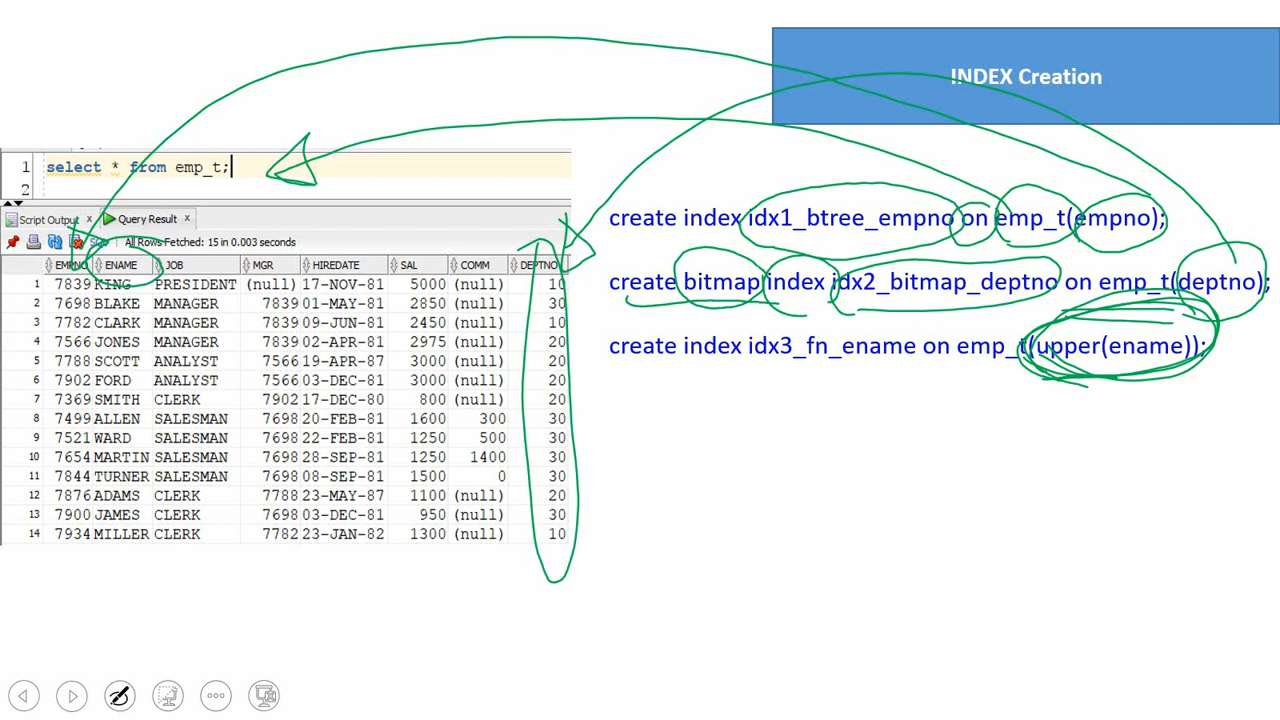 INDEX Creation
1 select * from emp_t;
2
Script Output × Query Result ×
SQL | All Rows Fetched: 15 in 0.003 seconds
EMPNO ENAME JOB MGR HIREDATE SAL COMM DEPTNO
1 7839 KING PRESIDENT (null) 17-NOV-81 5000 (null) 10
2 7698 BLAKE MANAGER 7839 01-MAY-81 2850 (null) 30
3 7782 CLARK MANAGER 7839 09-JUN-81 2450 (null) 10
4 7566 JONES MANAGER 7839 02-APR-81 2975 (null) 20
5 7788 SCOTT ANALYST 7566 19-APR-87 3000 (null) 20
6 7902 FORD ANALYST 7566 03-DEC-81 3000 (null) 20
7 7369 SMITH CLERK 7902 17-DEC-80 800 (null) 20
8 7499 ALLEN SALESMAN 7698 20-FEB-81 1600 300 30
9 7521 WARD SALESMAN 7698 22-FEB-81 1250 500 30
10 7654 MARTIN SALESMAN 7698 28-SEP-81 1250 1400 30
11 7844 TURNER SALESMAN 7698 08-SEP-81 1500 0 30
12 7876 ADAMS CLERK 7788 23-MAY-87 1100 (null) 20
13 7900 JAMES CLERK 7698 03-DEC-81 950 (null) 30
14 7934 MILLER CLERK 7782 23-JAN-82 1300 (null) 10
create index idx1_btree_empno on emp_t(empno);
create bitmap index idx2_bitmap_deptno on emp_t(deptno);
create index idx3_fn_ename on emp_t(upper(ename));